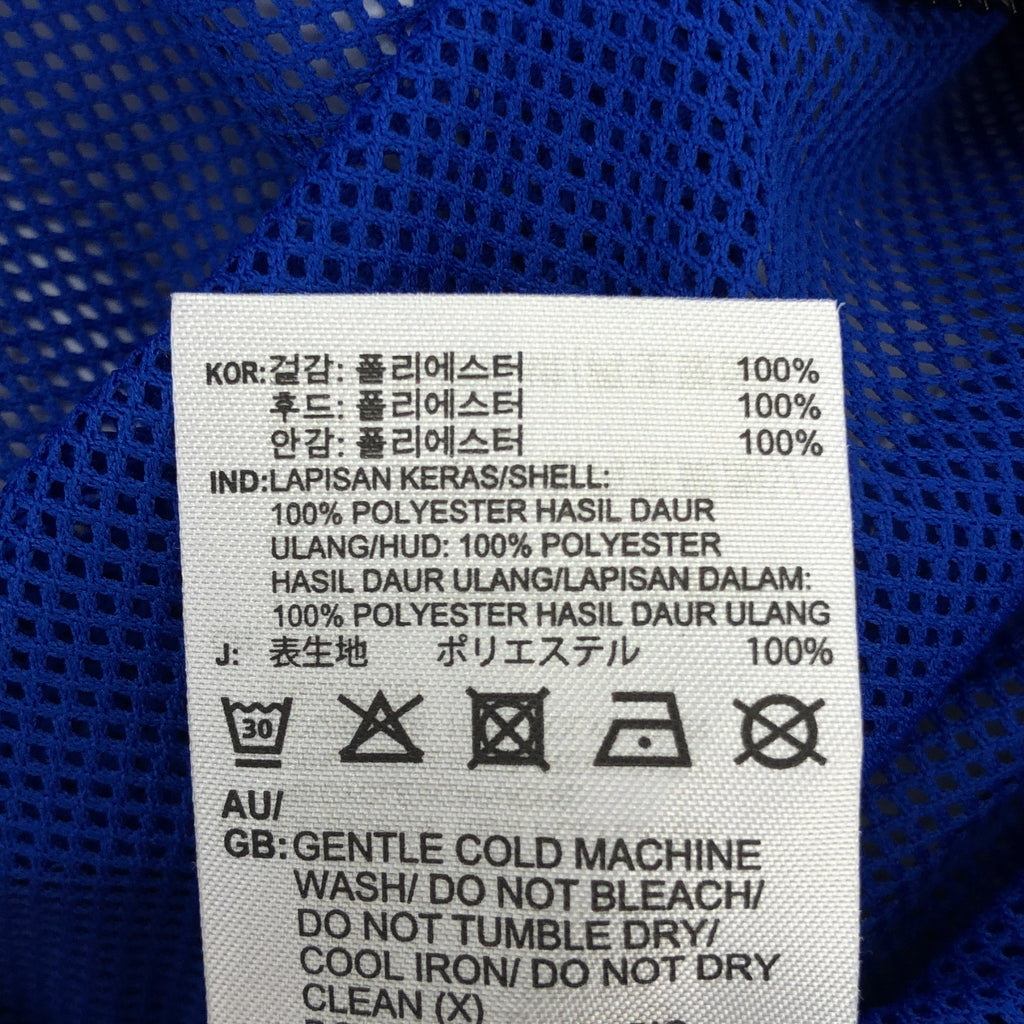 KOR: 겉감: 폴리에스터 100%
후드: 폴리에스터 100%
안감: 폴리에스터 100%
IND: LAPISAN KERAS/SHELL:
100% POLYESTER HASIL DAUR
ULANG/HUD: 100% POLYESTER
HASIL DAUR ULANG/LAPISAN DALAM:
100% POLYESTER HASIL DAUR ULANG
J: 表生地 ポリエステル 100%
30
AU/
GB: GENTLE COLD MACHINE
WASH/ DO NOT BLEACH/
DO NOT TUMBLE DRY/
COOL IRON/ DO NOT DRY
CLEAN (X)